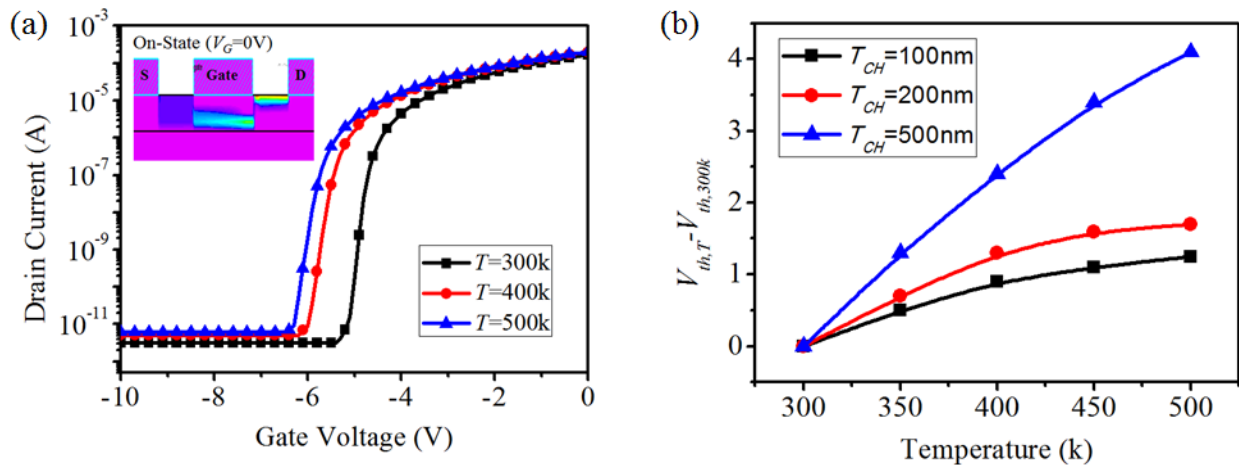 (a)
10^-3
10^-5
10^-7
10^-9
10^-11
Drain Current (A)
On-State (V_G=0V)
S
Gate
D
T=300k
T=400k
T=500k
-10
-8
-6
-4
-2
0
Gate Voltage (V)
(b)
4
3
2
1
0
V_th,T-V_th,300k
T_CH=100nm
T_CH=200nm
T_CH=500nm
300
350
400
450
500
Temperature (k)